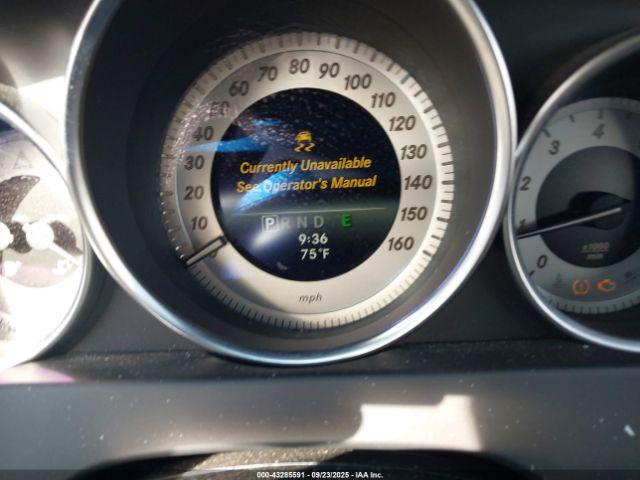 80
70 90
60 100
50 110
40 120
30 130
20 140
10 150
0 160
Currently Unavailable
See Operator's Manual
P R N D E
9:36
75°F
mph
4
3
2
1
0
x1000
min
000-43285591 - 09/23/2025 - IAA Inc.